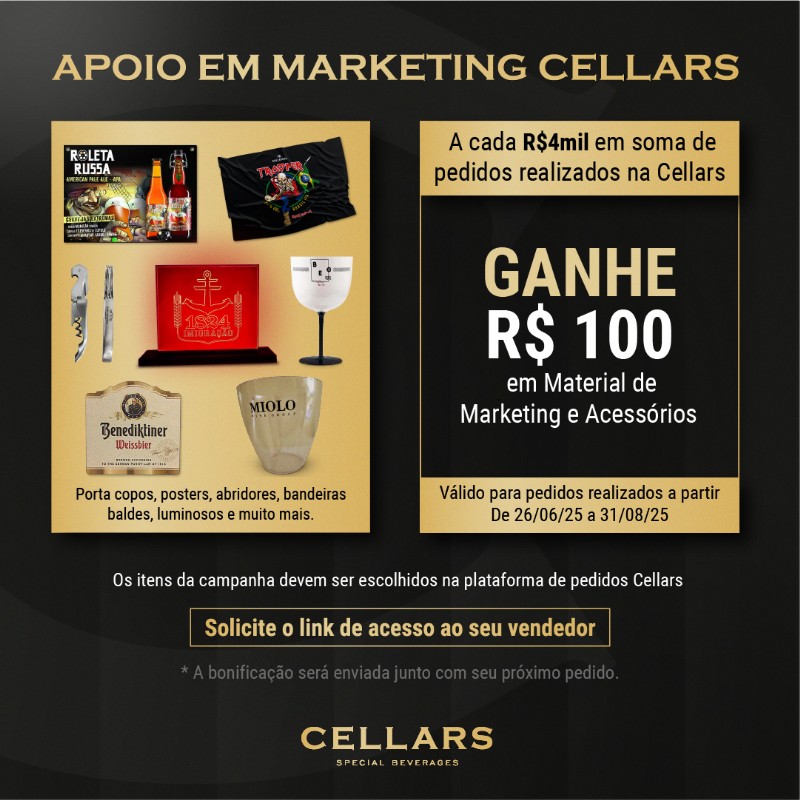 APOIO EM MARKETING CELLARS
ROLETA
RUSSA
AMERICAN PALE ALE - APA
TROOPER
1824
IMIGRAÇÃO
B E
Benediktiner
Weissbier
MIOLO
WINE GROUP
Porta copos, posters, abridores, bandeiras
baldes, luminosos e muito mais.
A cada R$4mil em soma de
pedidos realizados na Cellars
GANHE
R$ 100
em Material de
Marketing e Acessórios
Válido para pedidos realizados a partir
De 26/06/25 a 31/08/25
Os itens da campanha devem ser escolhidos na plataforma de pedidos Cellars
Solicite o link de acesso ao seu vendedor
* A bonificação será enviada junto com seu próximo pedido.
CELLARS
SPECIAL BEVERAGES